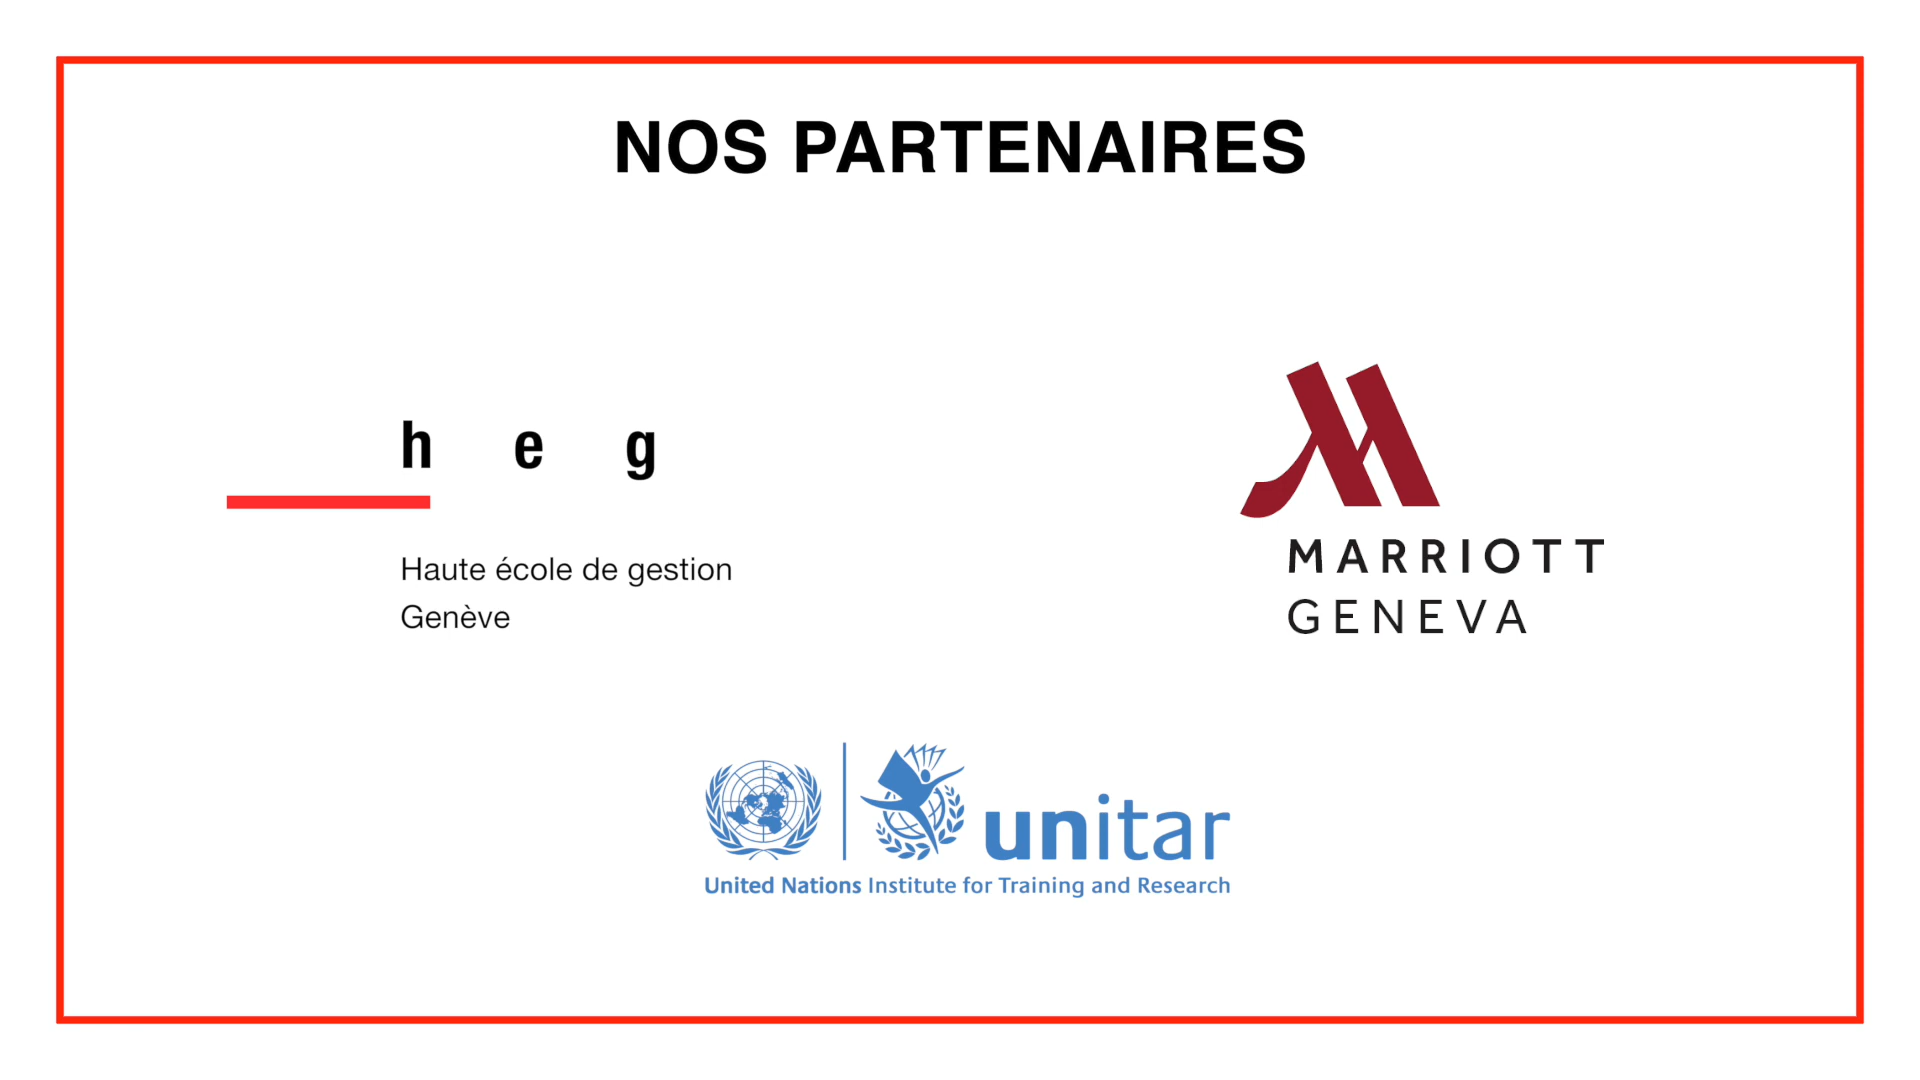 NOS PARTENAIRES
h e g
Haute école de gestion
Genève
MARRIOTT
GENEVA
unitar
United Nations Institute for Training and Research